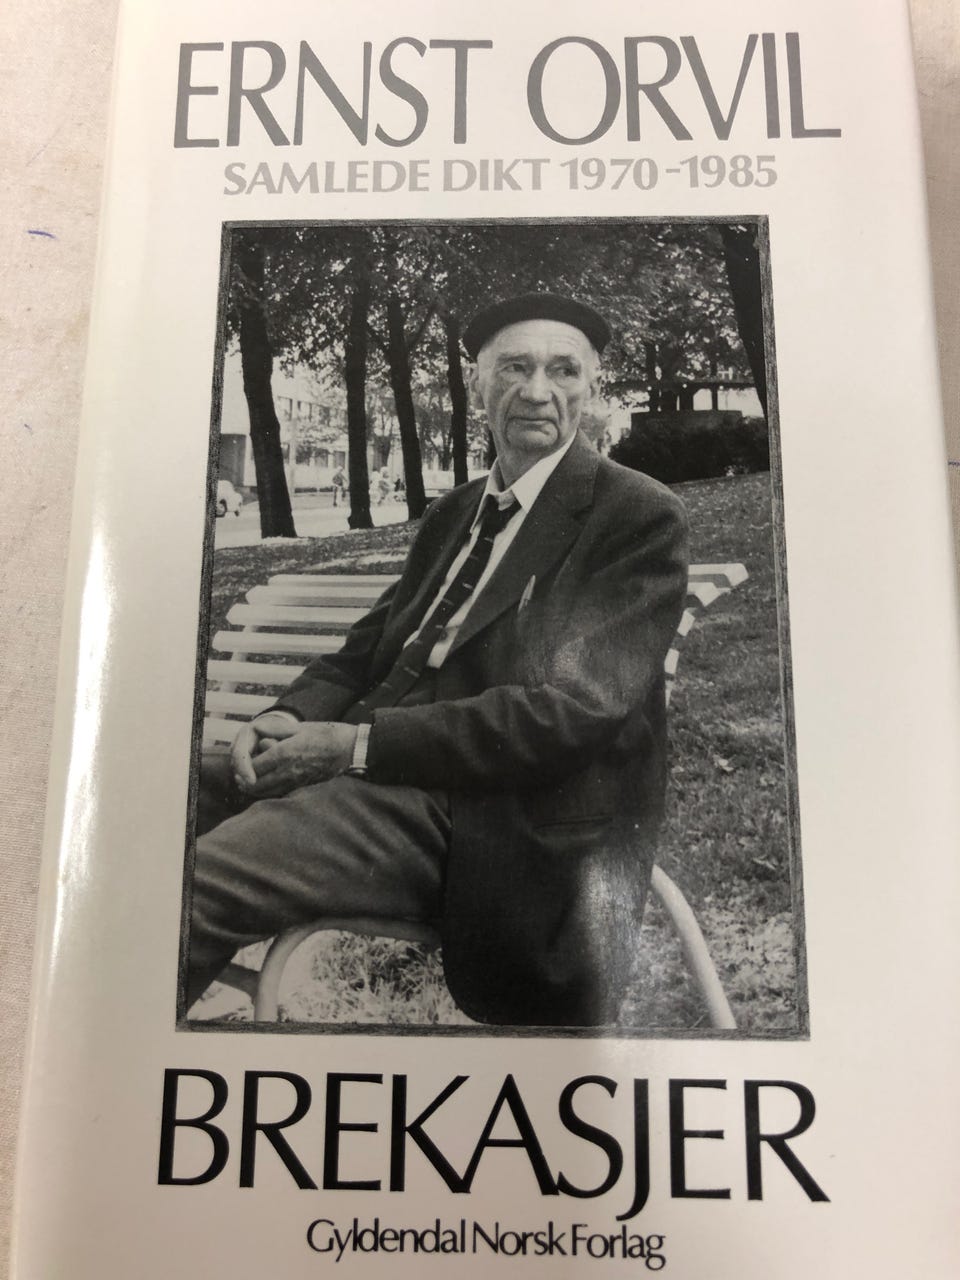 ERNST ORVIL
SAMLEDE DIKT 1970-1985
BREKASJER
Gyldendal Norsk Forlag